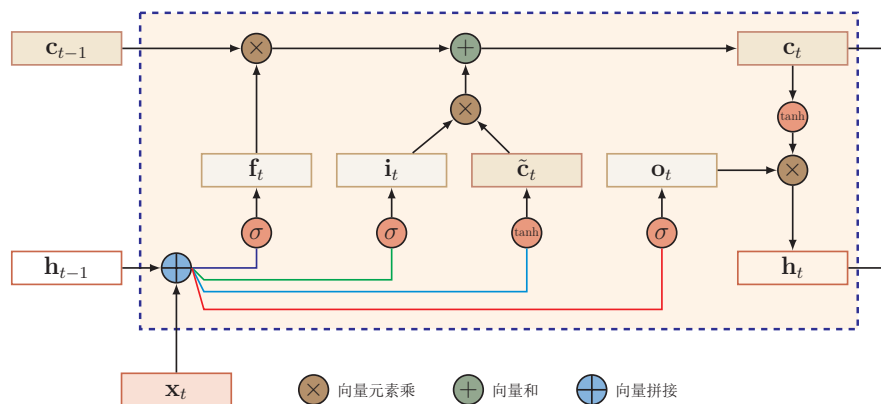 c_{t−1} × + c_t
× tanh
f_t i_t c̃_t o_t ×
σ σ tanh σ
h_{t−1} h_t
x_t × 向量元素乘 + 向量和 向量拼接